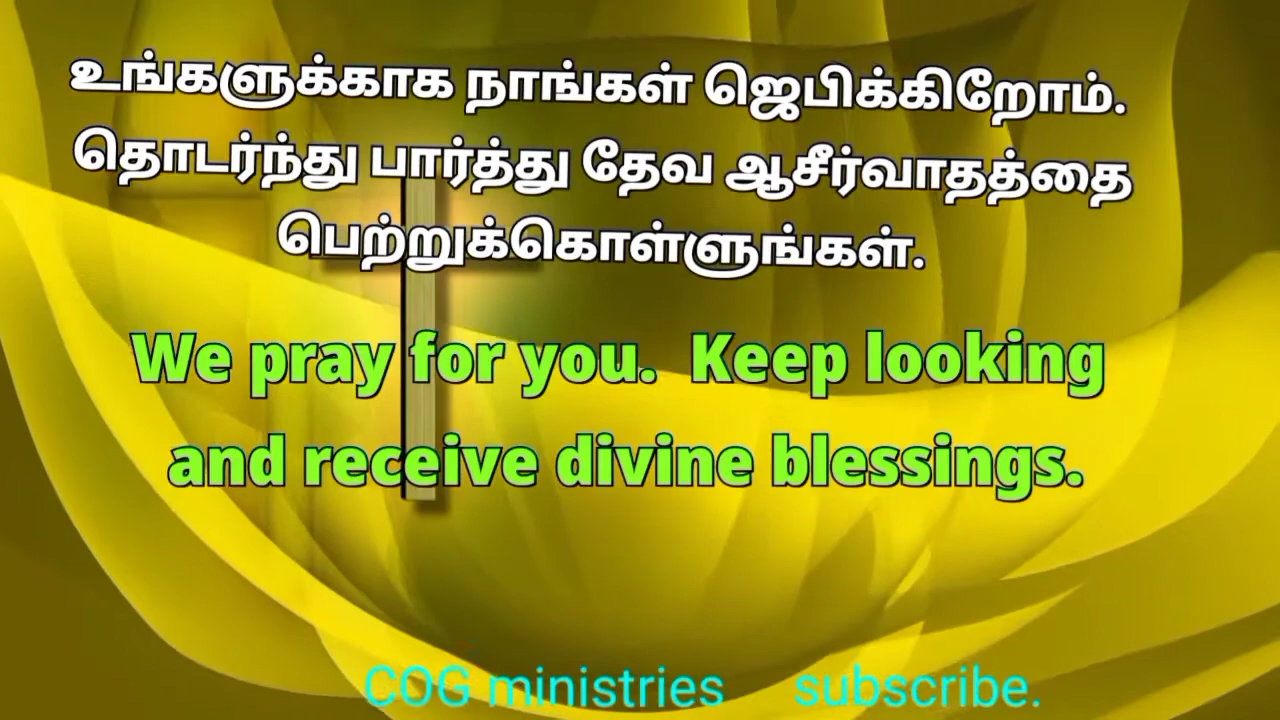 உங்களுக்காக நாங்கள் ஜெபிக்கிறோம்.
தொடர்ந்து பார்த்து தேவ ஆசீர்வாதத்தை
பெற்றுக்கொள்ளுங்கள்.
We pray for you. Keep looking
and receive divine blessings.
COG ministries subscribe.